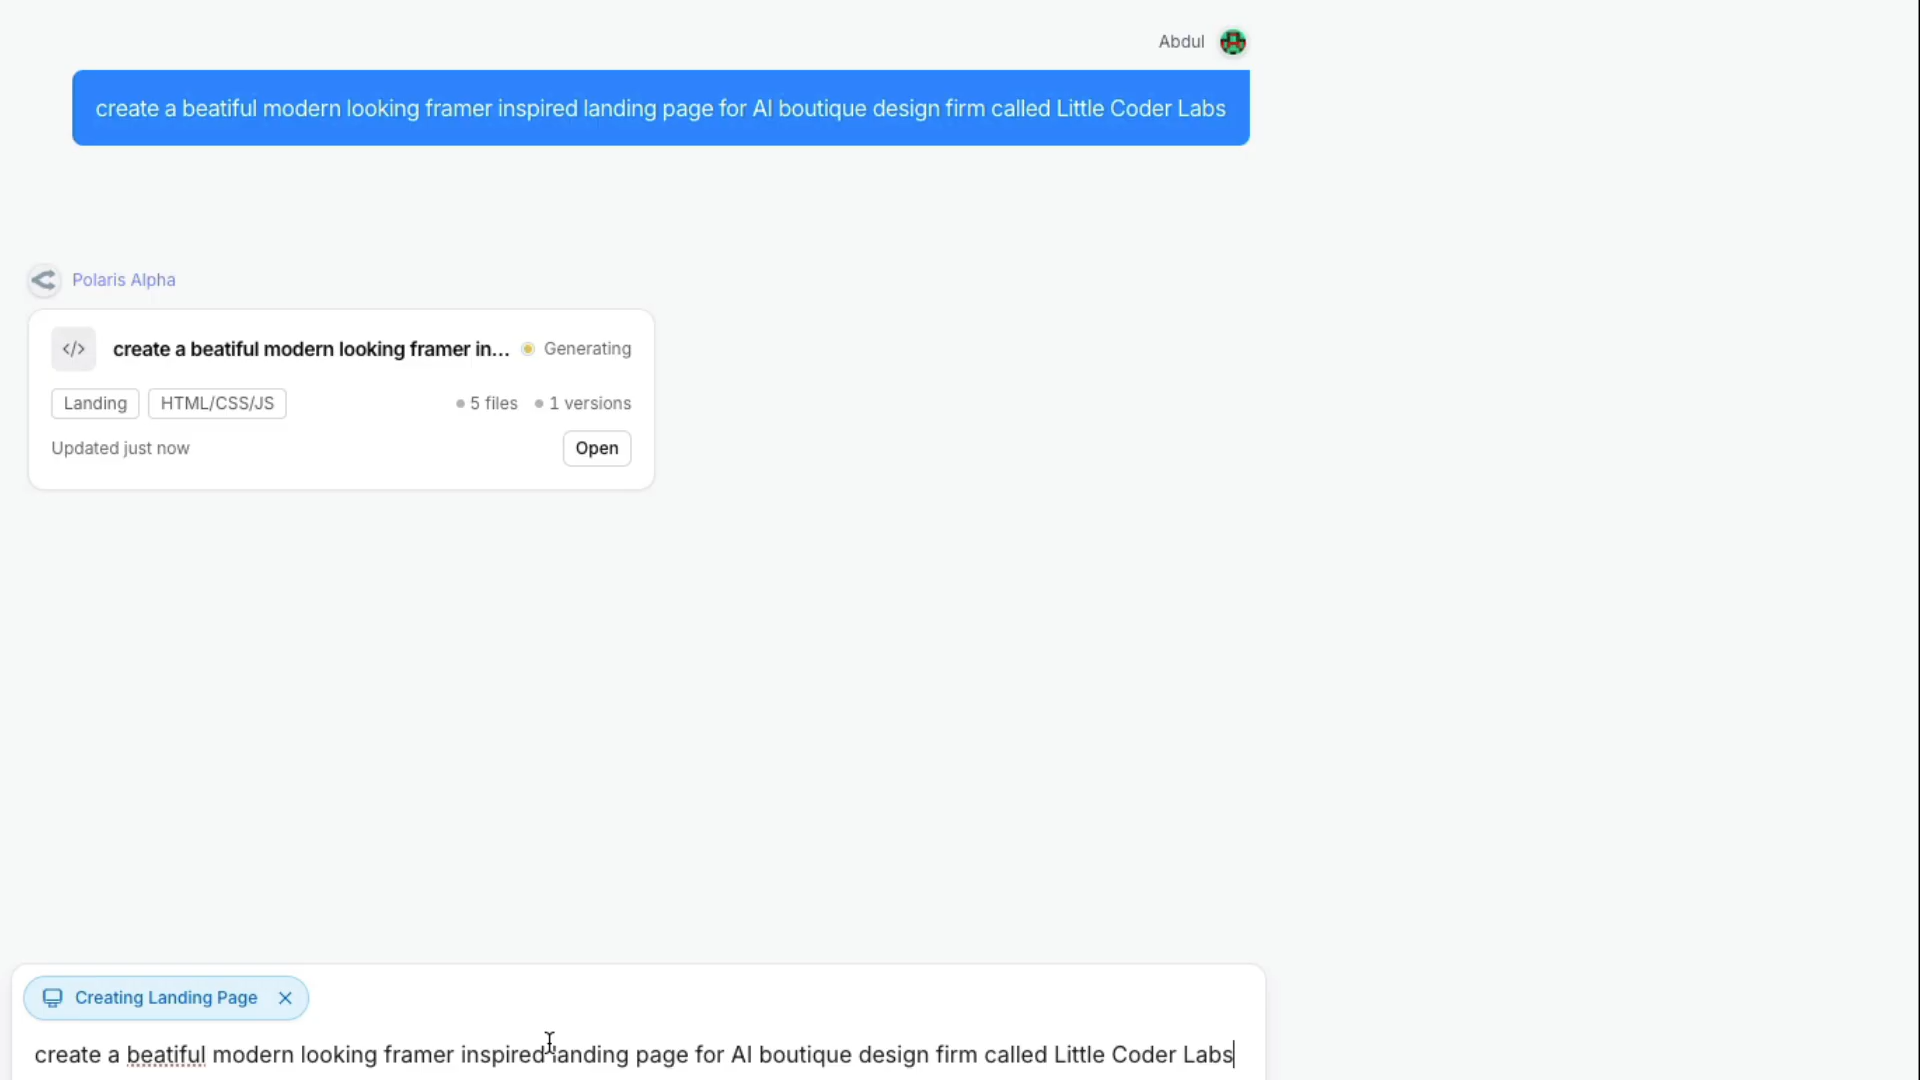 Abdul
create a beatiful modern looking framer inspired landing page for AI boutique design firm called Little Coder Labs
Polaris Alpha
</> create a beatiful modern looking framer in... Generating
Landing HTML/CSS/JS 5 files 1 versions
Updated just now Open
Creating Landing Page
create a beatiful modern looking framer inspired landing page for AI boutique design firm called Little Coder Labs